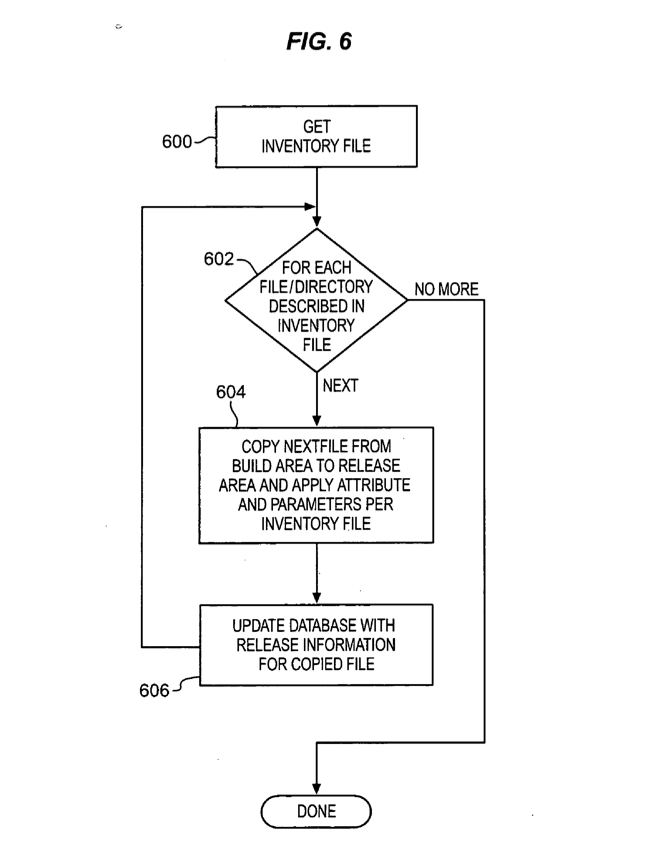 FIG. 6
GET
INVENTORY FILE
600
602
FOR EACH
FILE/DIRECTORY
DESCRIBED IN
INVENTORY
FILE
NO MORE
NEXT
604
COPY NEXTFILE FROM
BUILD AREA TO RELEASE
AREA AND APPLY ATTRIBUTE
AND PARAMETERS PER
INVENTORY FILE
UPDATE DATABASE WITH
RELEASE INFORMATION
FOR COPIED FILE
606
DONE